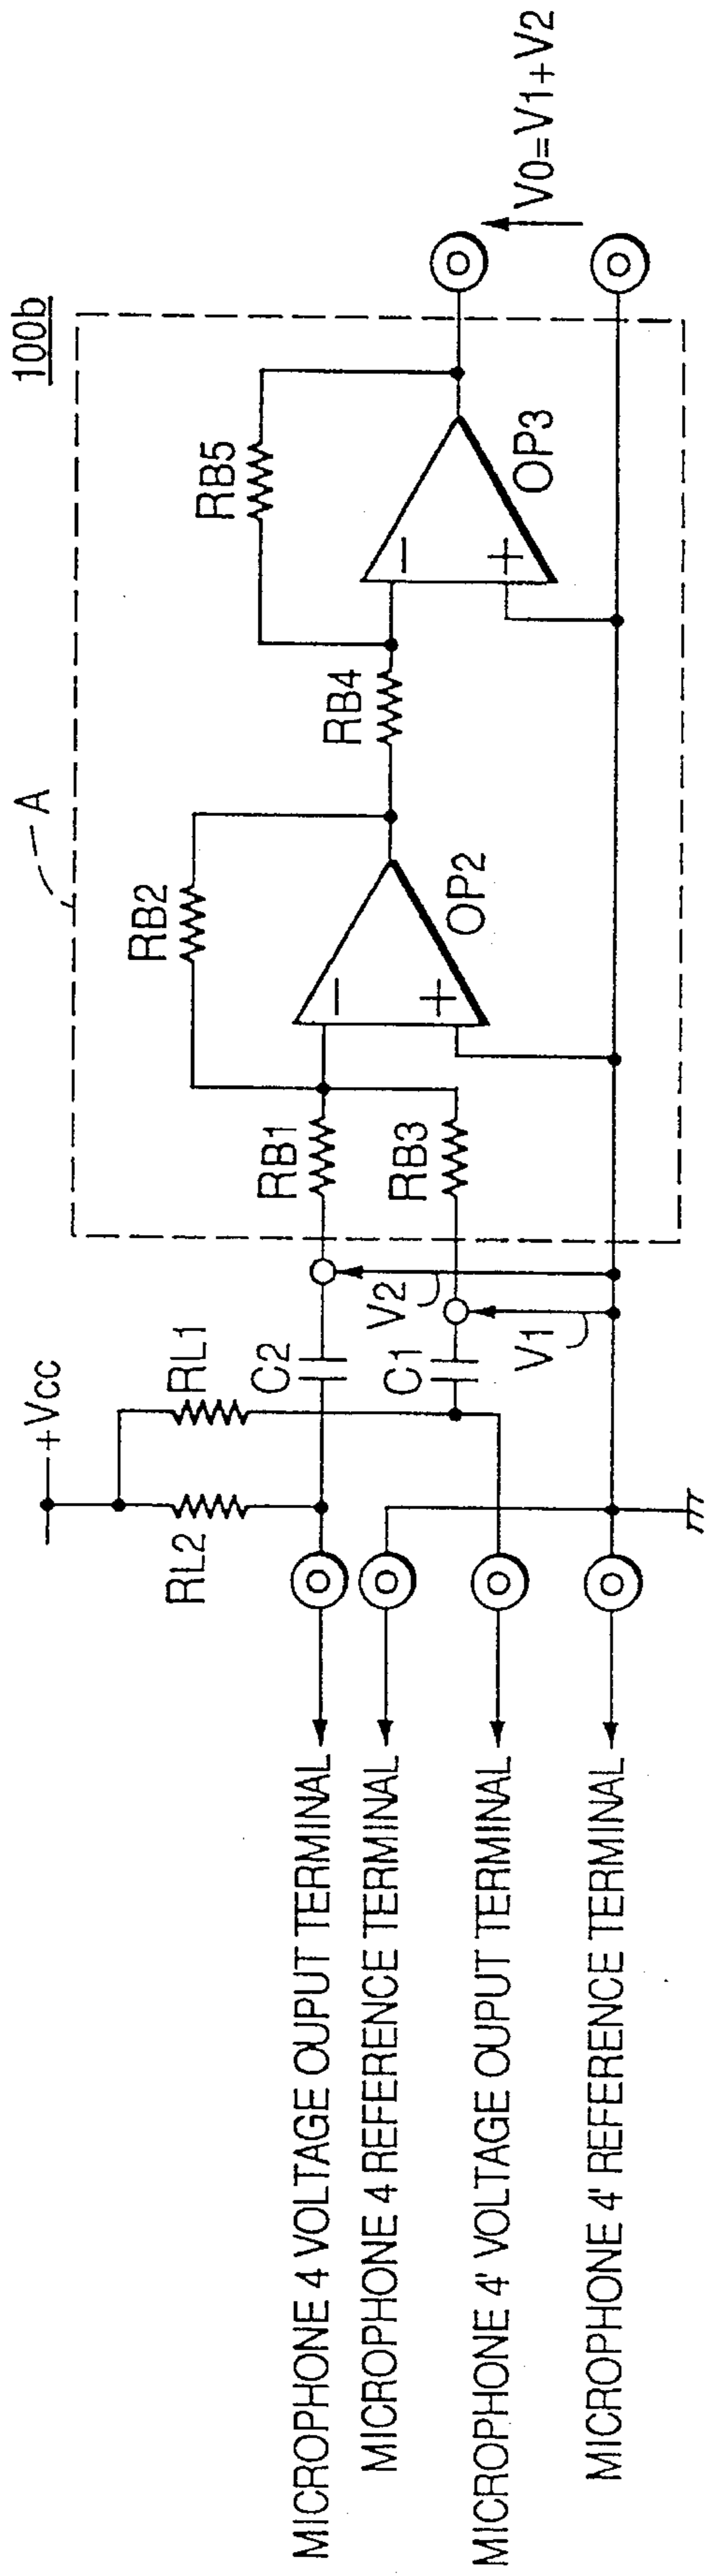 100b
A
+Vcc
RL2
RL1
C2
C1
V2
V1
RB1
RB3
RB2
OP2
RB4
RB5
OP3
V0=V1+V2
-
+
-
+
MICROPHONE 4 VOLTAGE OUPUT TERMINAL
MICROPHONE 4 REFERENCE TERMINAL
MICROPHONE 4' VOLTAGE OUPUT TERMINAL
MICROPHONE 4' REFERENCE TERMINAL